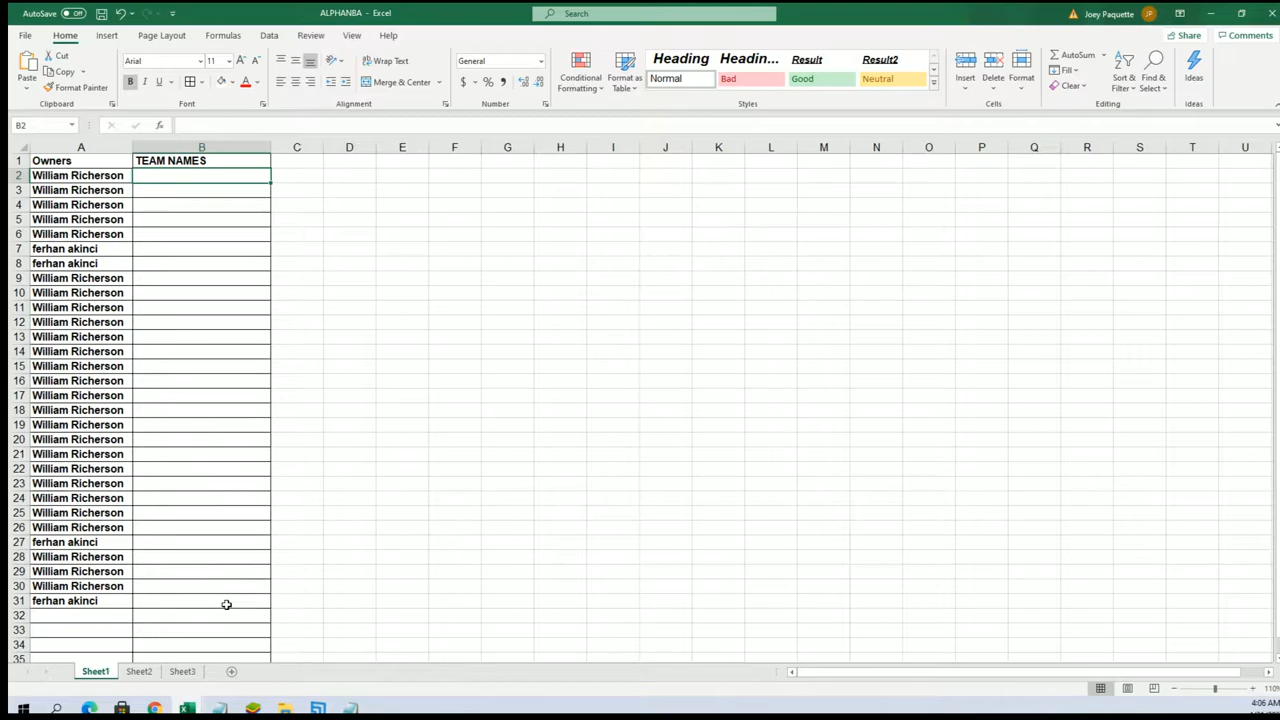 AutoSave Off ALPHANBA - Excel Search Joey Paquette JP
File Home Insert Page Layout Formulas Data Review View Help Share Comments
Paste Cut Copy Format Painter Clipboard
Arial 11 A A B I U A Font
Wrap Text Merge & Center Alignment
General $ % Number
Conditional Formatting Format as Table
Heading Headin... Result Result2
Normal Bad Good Neutral
Styles
Insert Delete Format Cells
AutoSum Fill Clear Sort & Filter Find & Select Editing
Ideas Ideas
B2 fx
A B C D E F G H I J K L M N O P Q R S T U
1 Owners TEAM NAMES
2 William Richerson
3 William Richerson
4 William Richerson
5 William Richerson
6 William Richerson
7 ferhan akinci
8 ferhan akinci
9 William Richerson
10 William Richerson
11 William Richerson
12 William Richerson
13 William Richerson
14 William Richerson
15 William Richerson
16 William Richerson
17 William Richerson
18 William Richerson
19 William Richerson
20 William Richerson
21 William Richerson
22 William Richerson
23 William Richerson
24 William Richerson
25 William Richerson
26 William Richerson
27 ferhan akinci
28 William Richerson
29 William Richerson
30 William Richerson
31 ferhan akinci
32
33
34
35
Sheet1 Sheet2 Sheet3
110%
4:06 AM